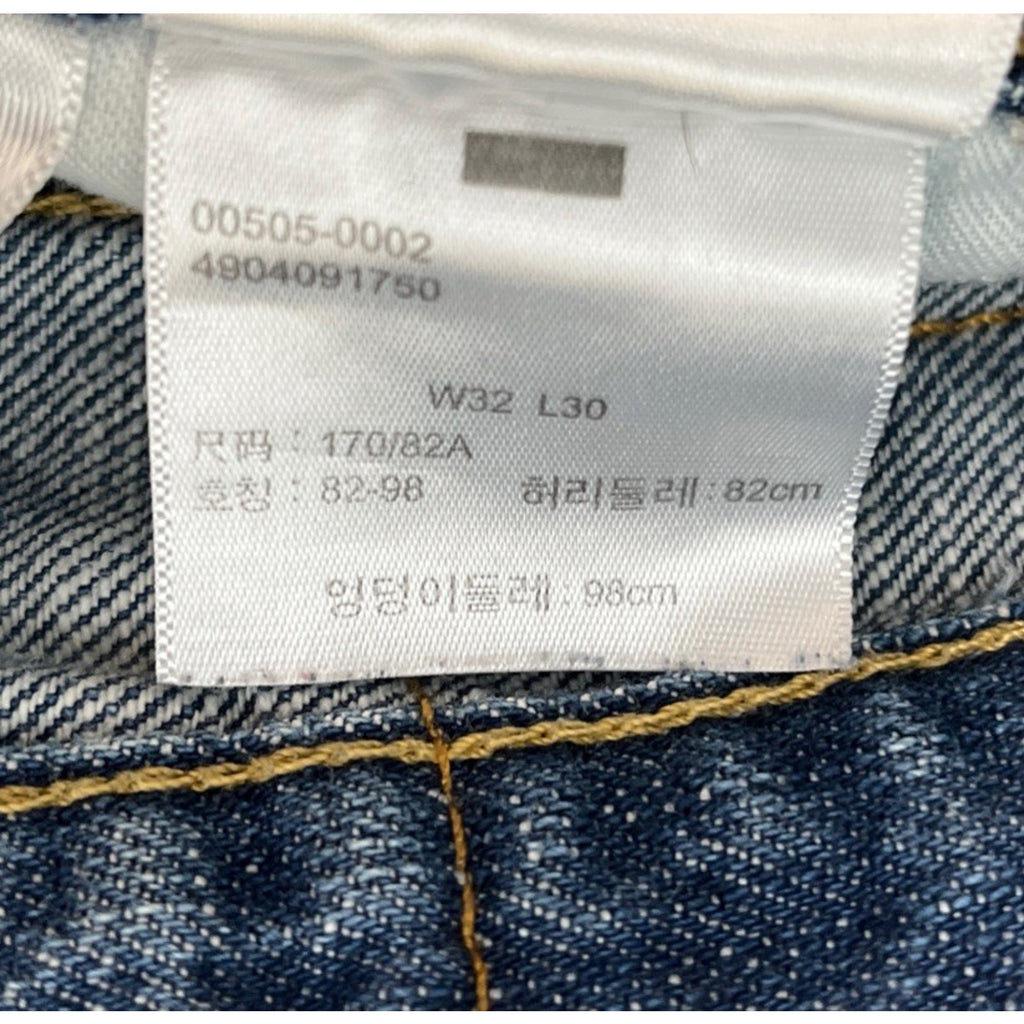 00505-0002
4904091750
W32 L30
尺码 : 170/82A
호칭 : 82-98 허리둘레 : 82cm
엉덩이둘레 : 98cm